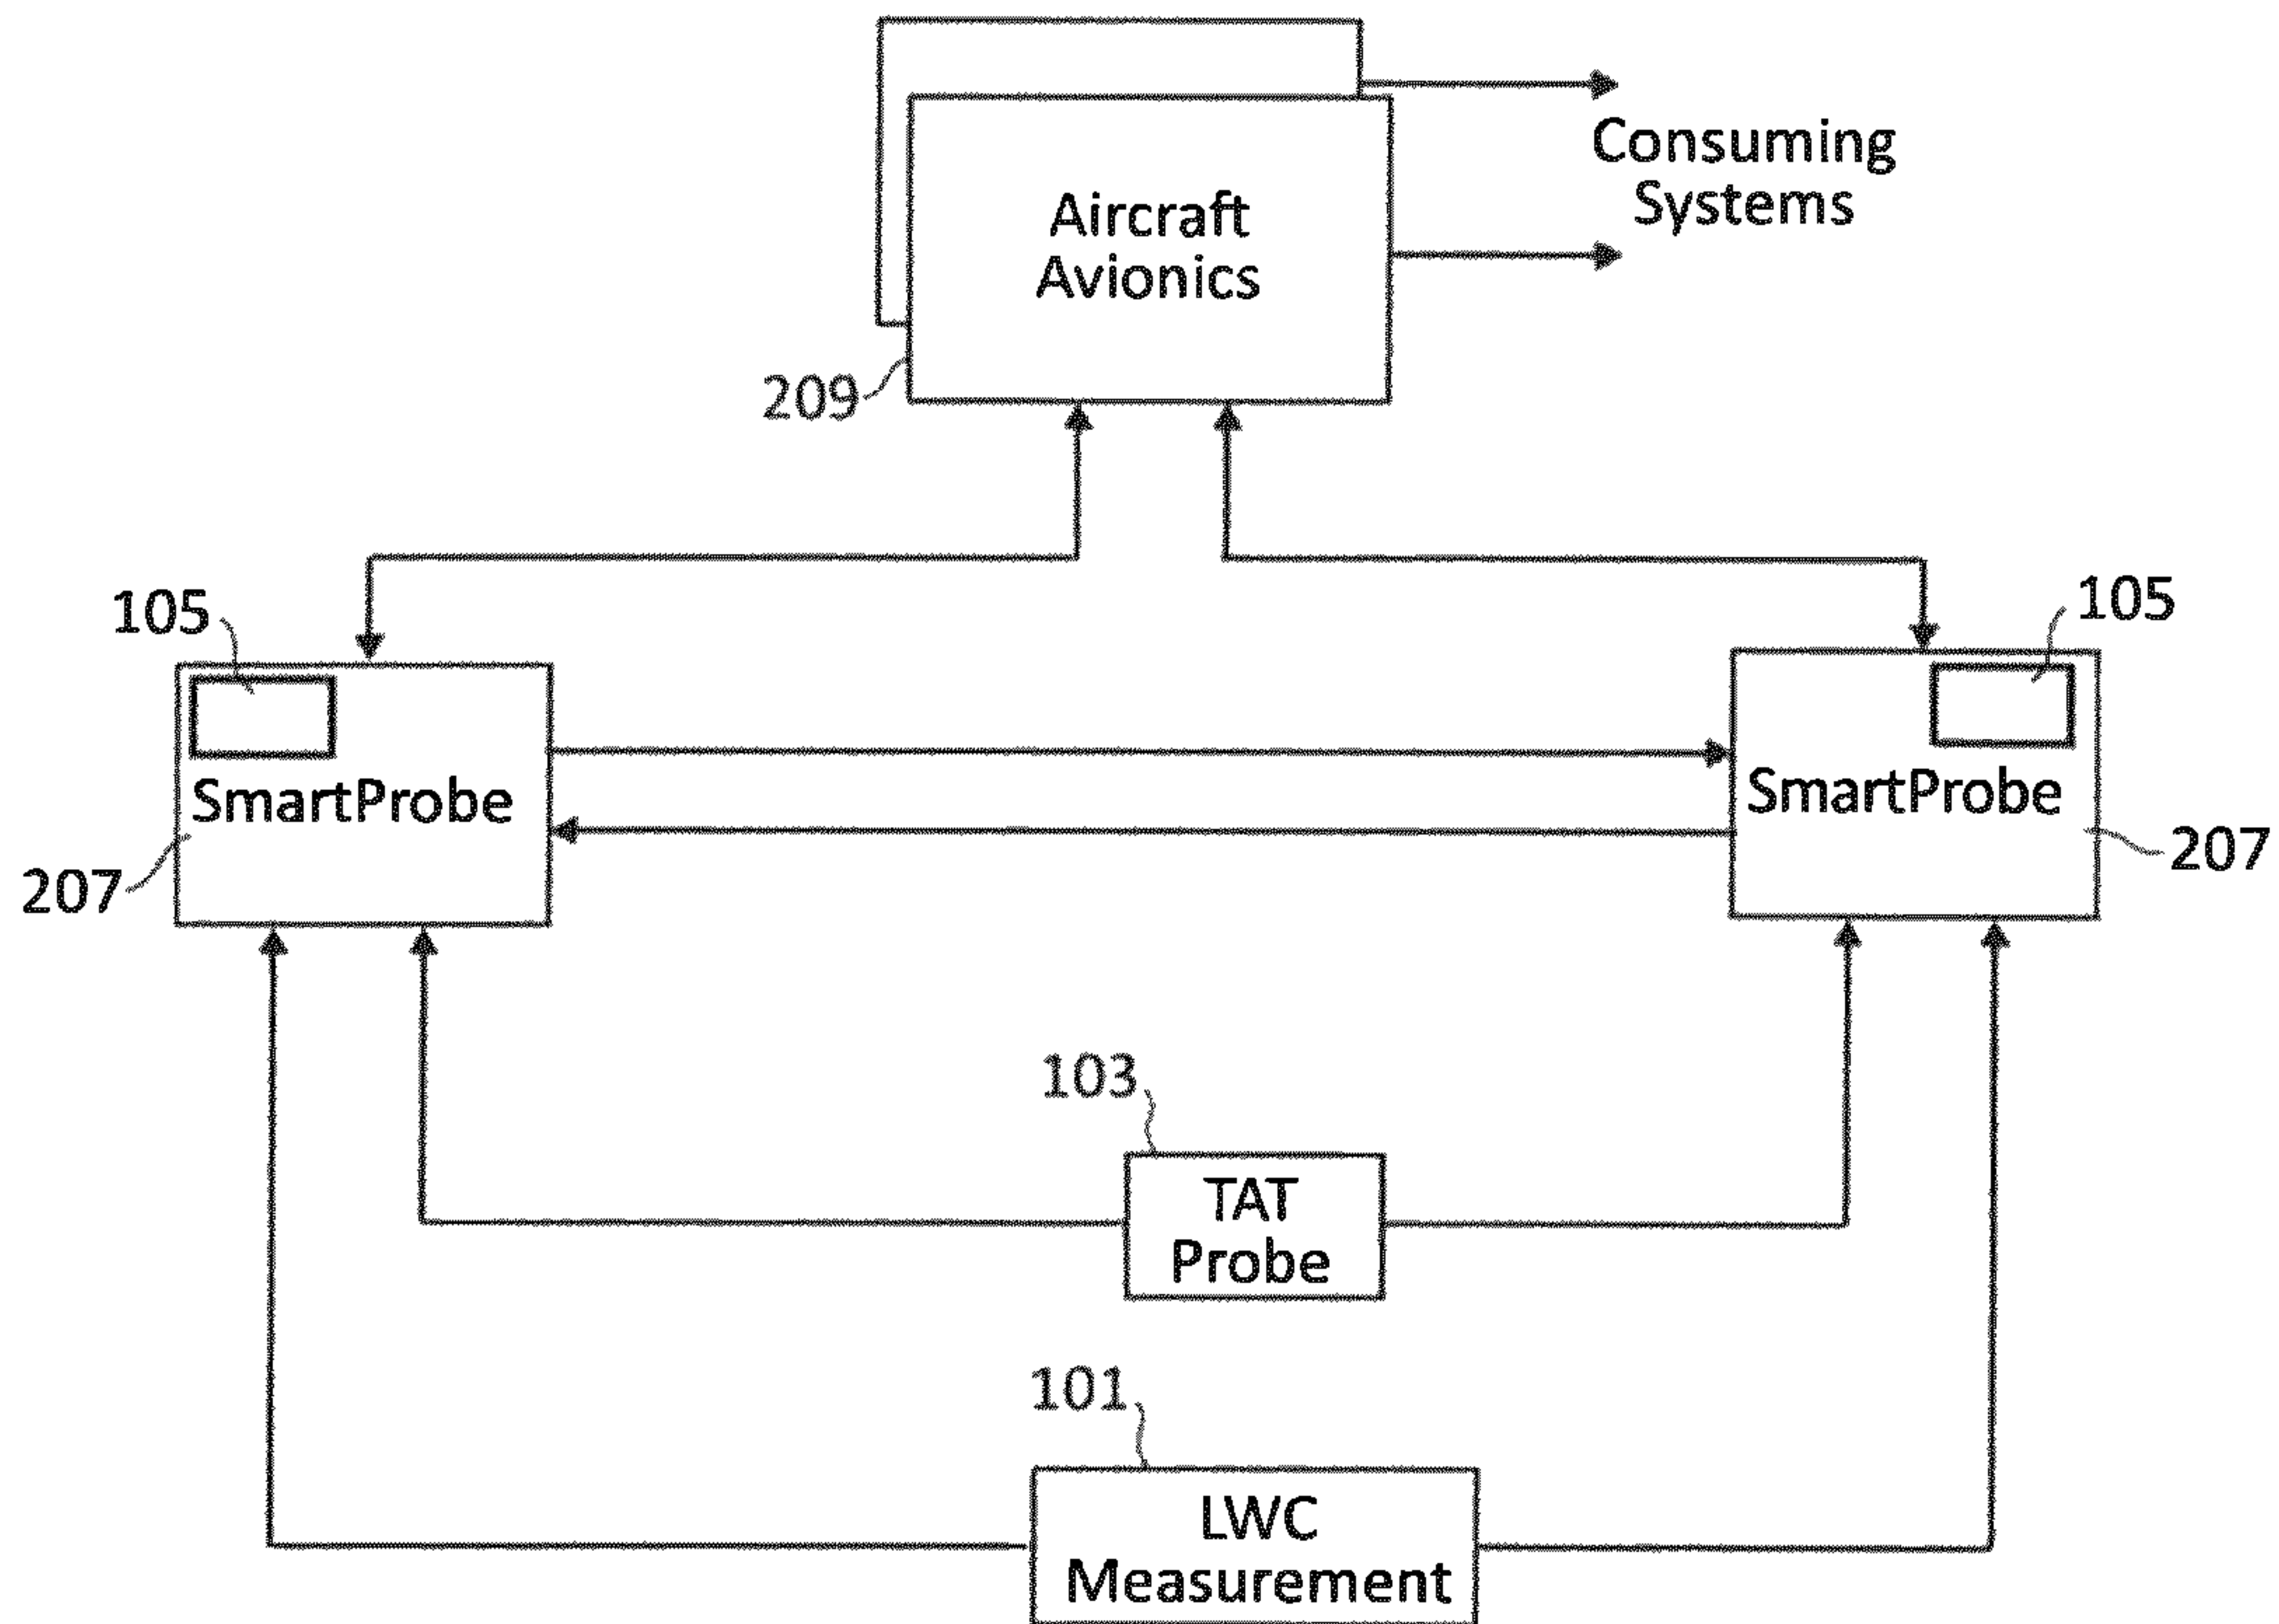 Consuming
Systems
Aircraft
Avionics
209
105
105
SmartProbe
SmartProbe
207
207
103
TAT
Probe
101
LWC
Measurement